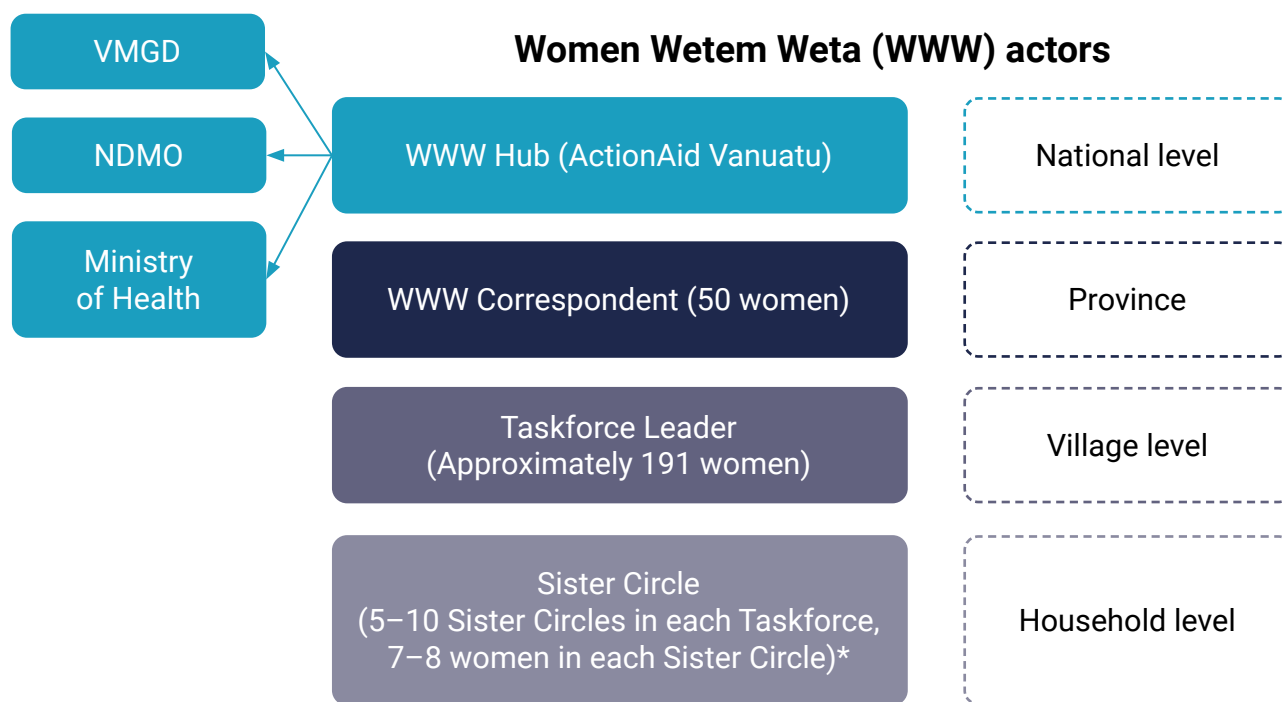 Women Wetem Weta (WWW) actors
VMGD
NDMO
Ministry
of Health
WWW Hub (ActionAid Vanuatu)
National level
WWW Correspondent (50 women)
Province
Taskforce Leader
(Approximately 191 women)
Village level
Sister Circle
(5–10 Sister Circles in each Taskforce,
7–8 women in each Sister Circle)*
Household level